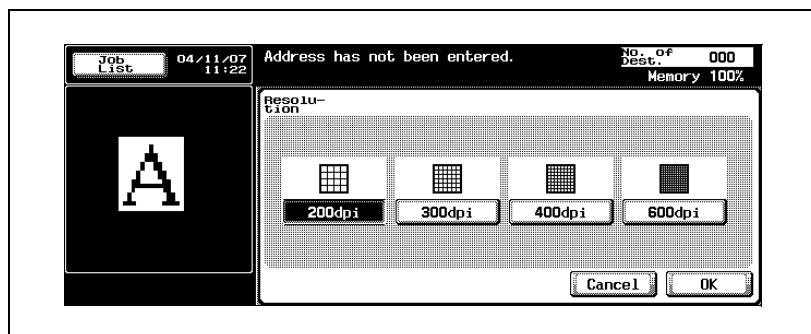 Job
List
04/11/07
11:22
Address has not been entered.
No. of
Dest.
000
Memory 100%
Resolu-
tion
A
200dpi
300dpi
400dpi
600dpi
Cancel
OK